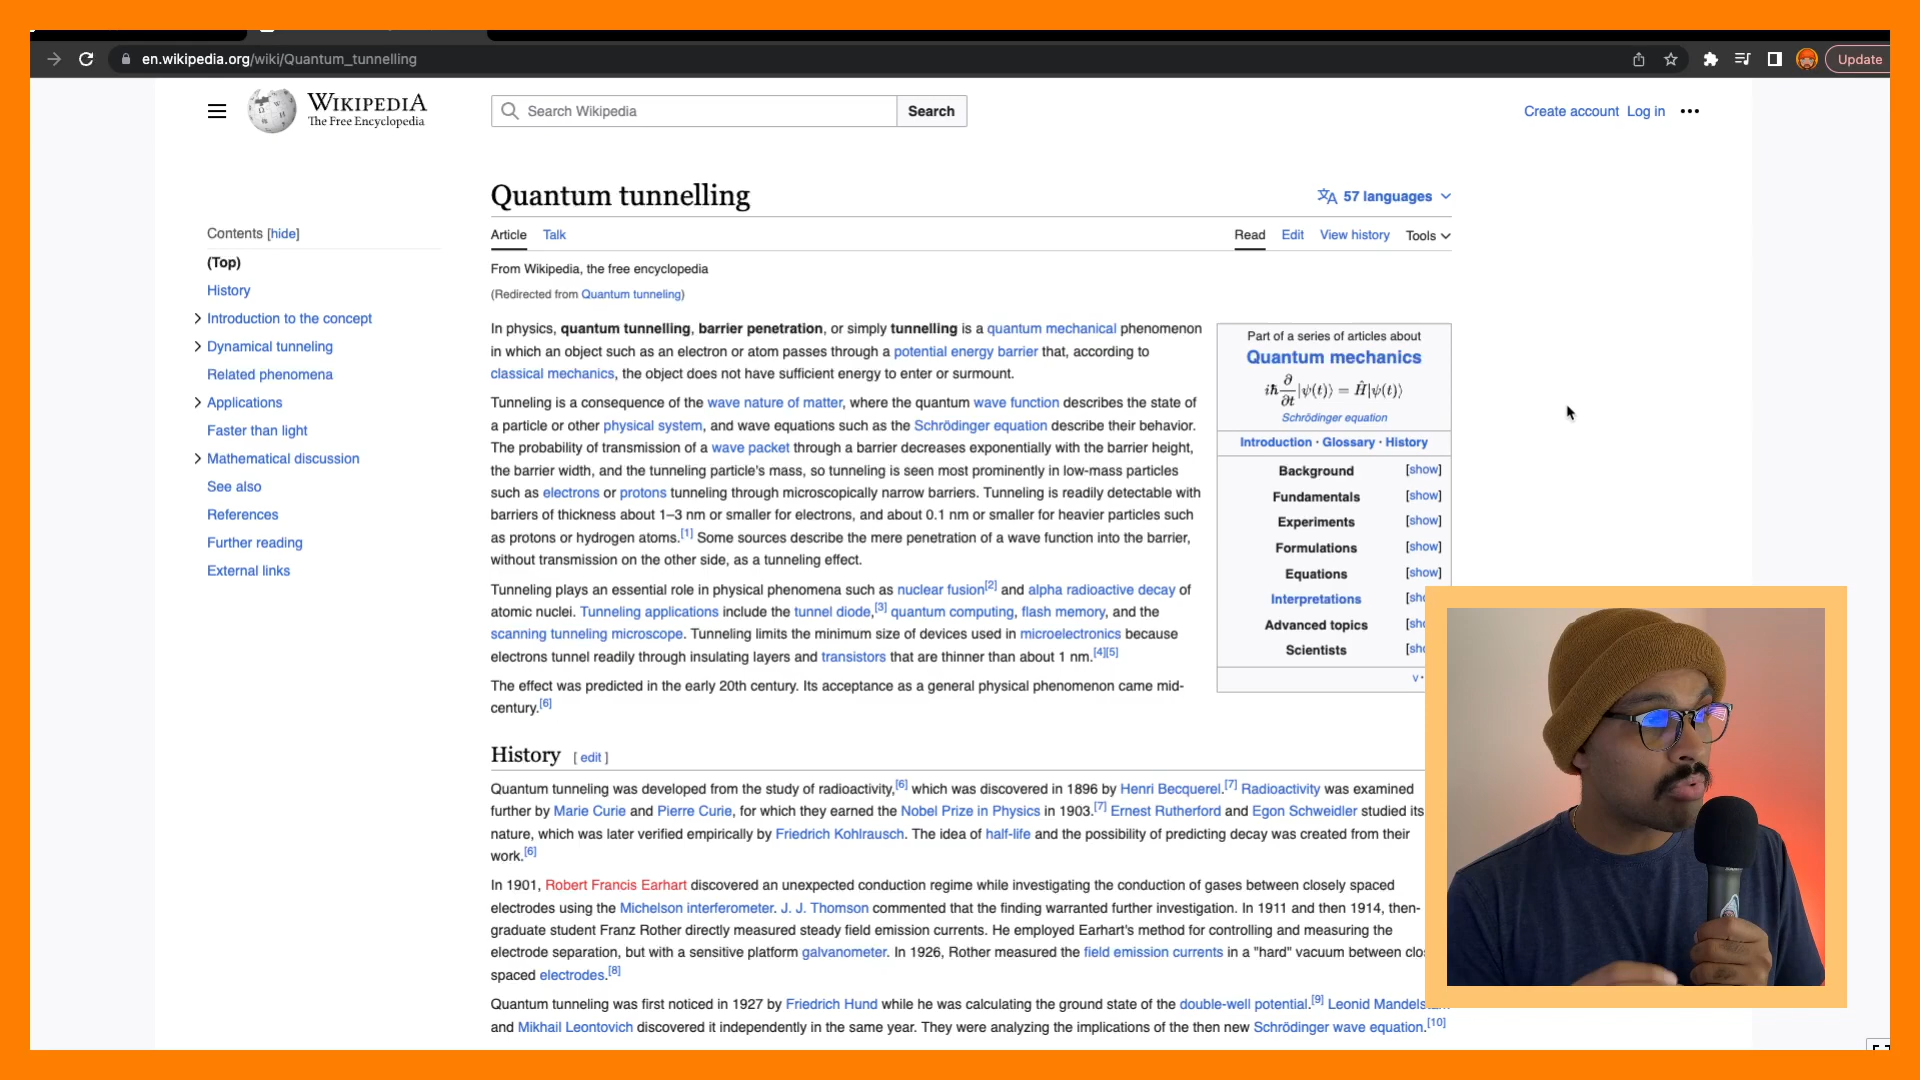 en.wikipedia.org/wiki/Quantum_tunnelling
Update
WIKIPEDIA
The Free Encyclopedia
Search Wikipedia
Search
Create account Log in
Quantum tunnelling
57 languages
Article Talk
Read Edit View history Tools
From Wikipedia, the free encyclopedia
(Redirected from Quantum tunneling)
Contents [hide]
(Top)
History
Introduction to the concept
Dynamical tunneling
Related phenomena
Applications
Faster than light
Mathematical discussion
See also
References
Further reading
External links
In physics, quantum tunnelling, barrier penetration, or simply tunnelling is a quantum mechanical phenomenon
in which an object such as an electron or atom passes through a potential energy barrier that, according to
classical mechanics, the object does not have sufficient energy to enter or surmount.
Tunneling is a consequence of the wave nature of matter, where the quantum wave function describes the state of
a particle or other physical system, and wave equations such as the Schrödinger equation describe their behavior.
The probability of transmission of a wave packet through a barrier decreases exponentially with the barrier height,
the barrier width, and the tunneling particle's mass, so tunneling is seen most prominently in low-mass particles
such as electrons or protons tunneling through microscopically narrow barriers. Tunneling is readily detectable with
barriers of thickness about 1–3 nm or smaller for electrons, and about 0.1 nm or smaller for heavier particles such
as protons or hydrogen atoms.[1] Some sources describe the mere penetration of a wave function into the barrier,
without transmission on the other side, as a tunneling effect.
Tunneling plays an essential role in physical phenomena such as nuclear fusion[2] and alpha radioactive decay of
atomic nuclei. Tunneling applications include the tunnel diode,[3] quantum computing, flash memory, and the
scanning tunneling microscope. Tunneling limits the minimum size of devices used in microelectronics because
electrons tunnel readily through insulating layers and transistors that are thinner than about 1 nm.[4][5]
The effect was predicted in the early 20th century. Its acceptance as a general physical phenomenon came mid-
century.[6]
Part of a series of articles about
Quantum mechanics
iħ ∂/∂t |ψ(t)⟩ = Ĥ|ψ(t)⟩
Schrödinger equation
Introduction · Glossary · History
Background [show]
Fundamentals [show]
Experiments [show]
Formulations [show]
Equations [show]
Interpretations [sho
Advanced topics [sho
Scientists [sho
v·
History [ edit ]
Quantum tunneling was developed from the study of radioactivity,[6] which was discovered in 1896 by Henri Becquerel.[7] Radioactivity was examined
further by Marie Curie and Pierre Curie, for which they earned the Nobel Prize in Physics in 1903.[7] Ernest Rutherford and Egon Schweidler studied its
nature, which was later verified empirically by Friedrich Kohlrausch. The idea of half-life and the possibility of predicting decay was created from their
work.[6]
In 1901, Robert Francis Earhart discovered an unexpected conduction regime while investigating the conduction of gases between closely spaced
electrodes using the Michelson interferometer. J. J. Thomson commented that the finding warranted further investigation. In 1911 and then 1914, then-
graduate student Franz Rother directly measured steady field emission currents. He employed Earhart's method for controlling and measuring the
electrode separation, but with a sensitive platform galvanometer. In 1926, Rother measured the field emission currents in a "hard" vacuum between clo
spaced electrodes.[8]
Quantum tunneling was first noticed in 1927 by Friedrich Hund while he was calculating the ground state of the double-well potential.[9] Leonid Mandels
and Mikhail Leontovich discovered it independently in the same year. They were analyzing the implications of the then new Schrödinger wave equation.[10]